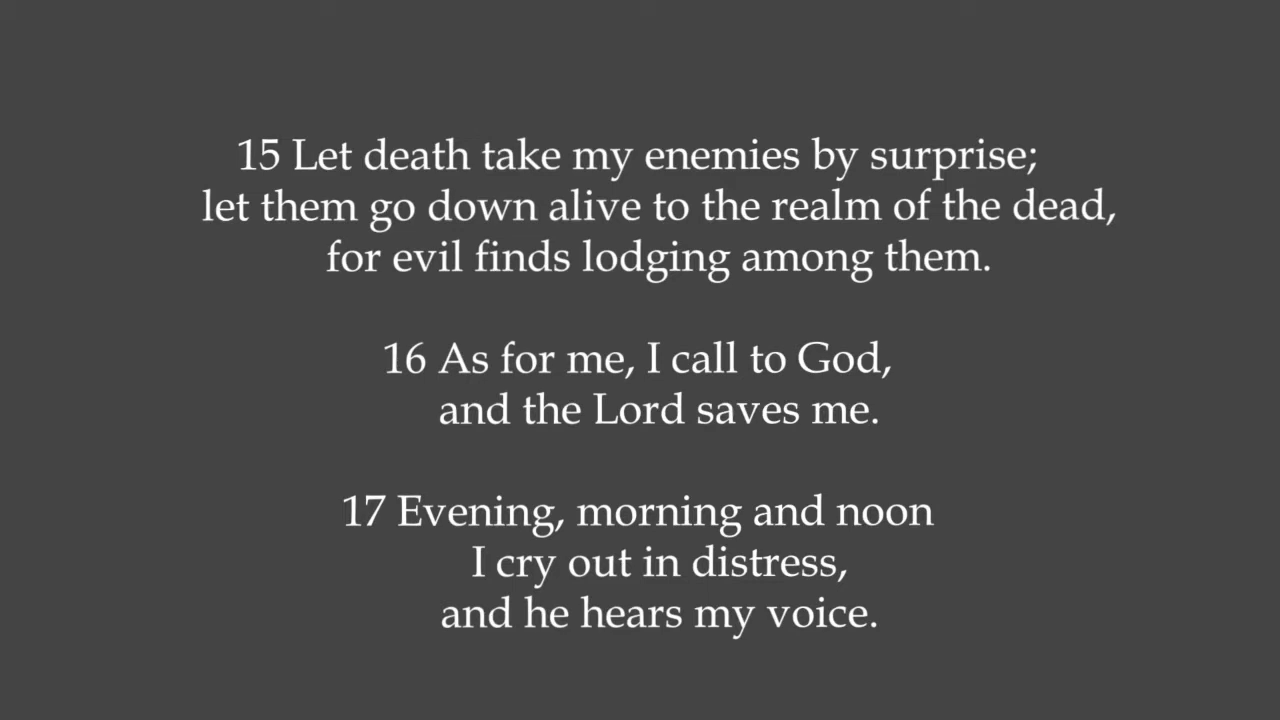 15 Let death take my enemies by surprise;
let them go down alive to the realm of the dead,
for evil finds lodging among them.
16 As for me, I call to God,
and the Lord saves me.
17 Evening, morning and noon
I cry out in distress,
and he hears my voice.